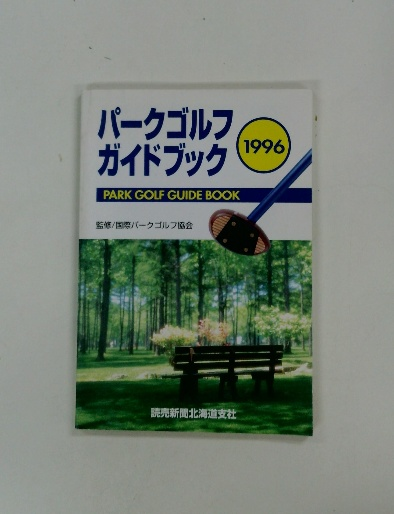 パークゴルフ
ガイドブック
1996
PARK GOLF GUIDE BOOK
監修/国際パークゴルフ協会
読売新聞北海道支社